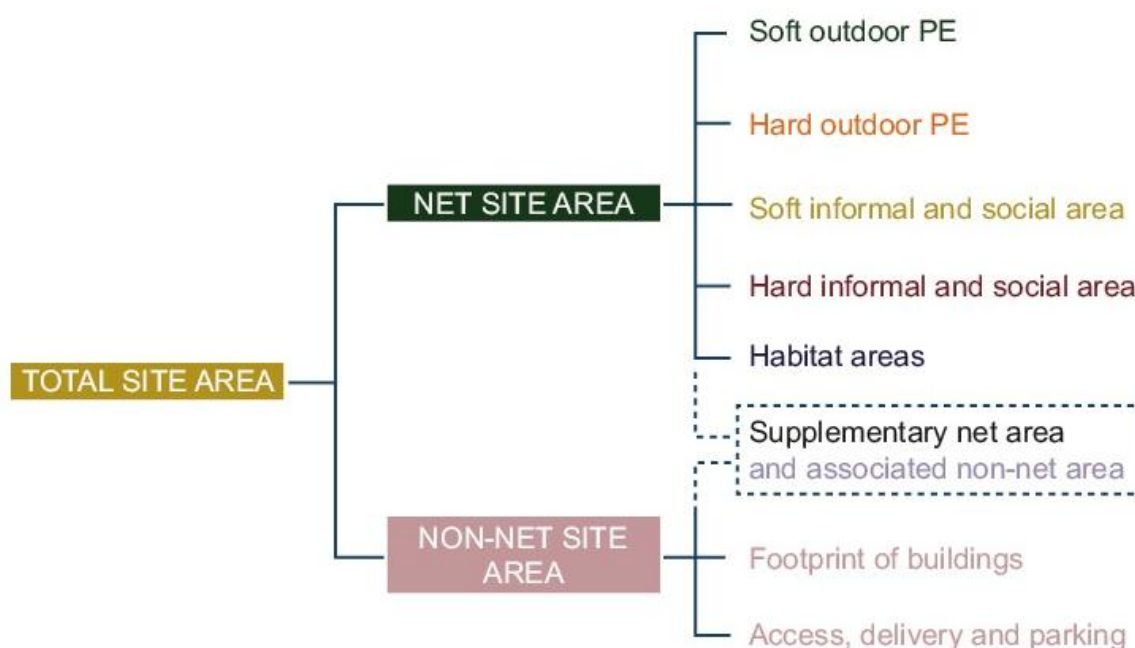 Soft outdoor PE
Hard outdoor PE
NET SITE AREA
Soft informal and social area
Hard informal and social area
Habitat areas
TOTAL SITE AREA
Supplementary net area
and associated non-net area
NON-NET SITE
AREA
Footprint of buildings
Access, delivery and parking